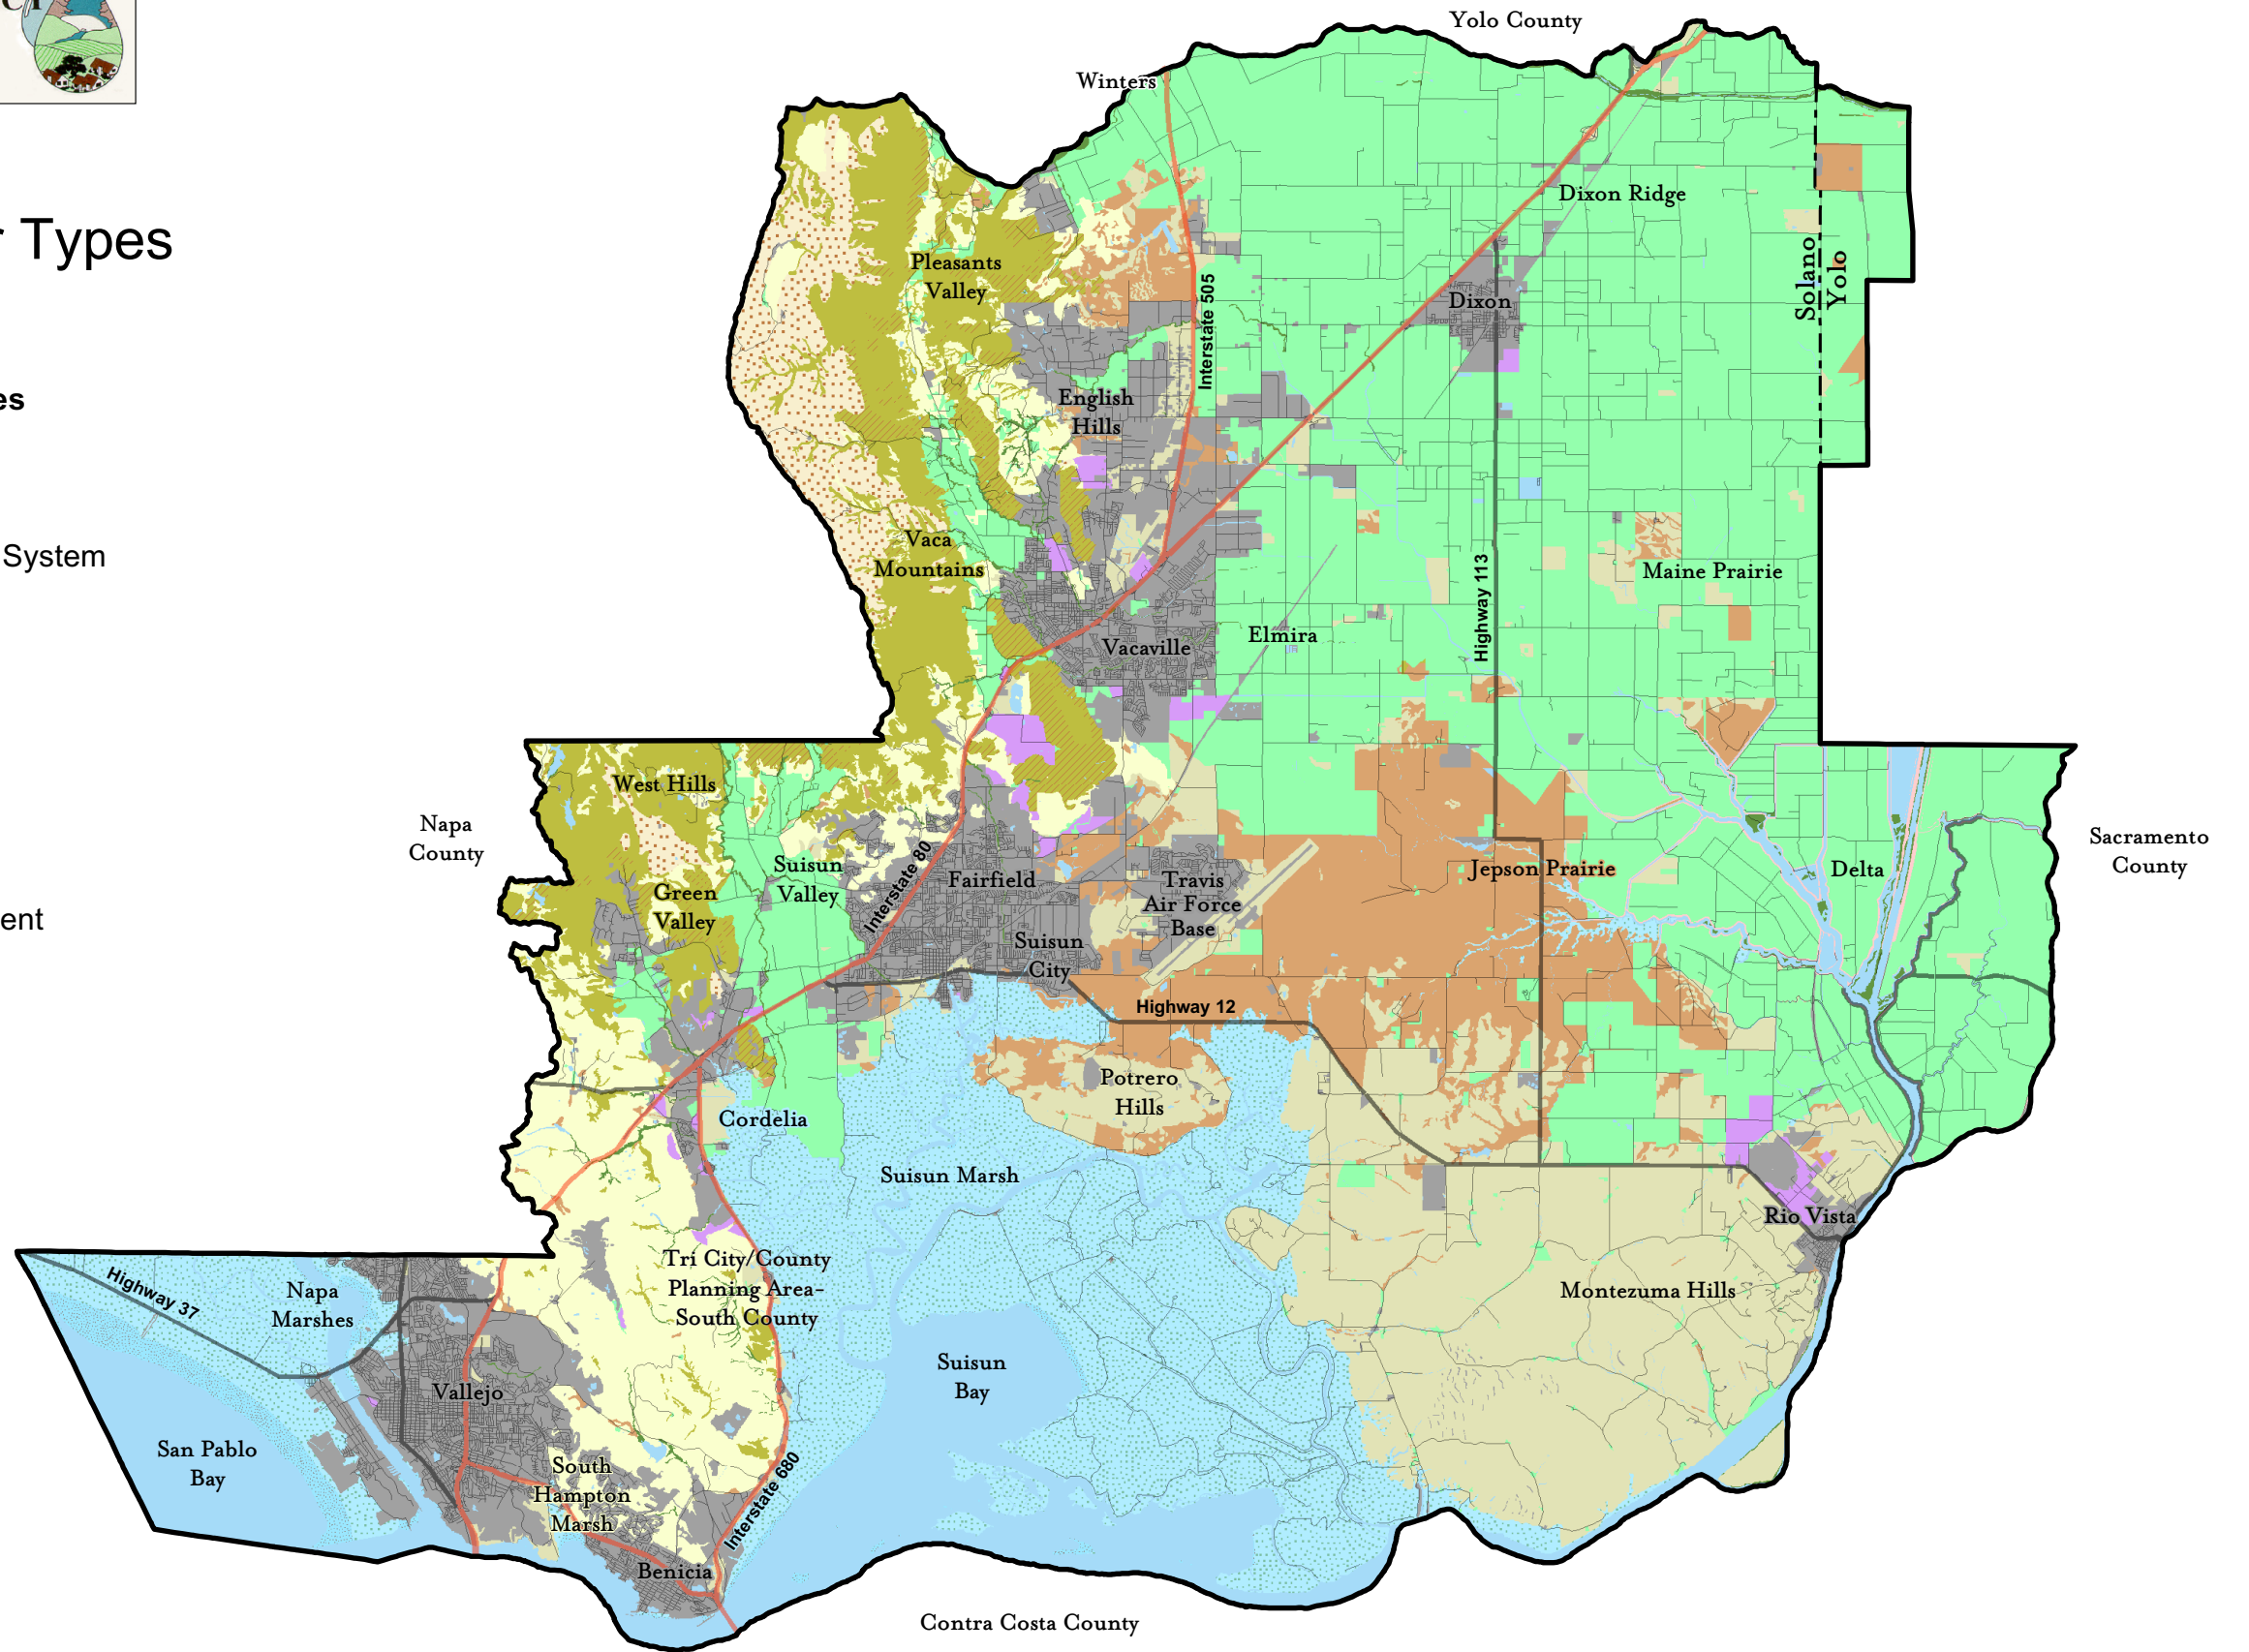 r Types
es
System
ent
Yolo County
Winters
Dixon Ridge
Pleasants
Valley
Interstate 505
Dixon
Solano
Yolo
English
Hills
Vaca
Mountains
Highway 113
Maine Prairie
Vacaville
Elmira
West Hills
Napa
County
Suisun
Valley
Interstate 80
Fairfield
Travis
Air Force
Base
Jepson Prairie
Delta
Sacramento
County
Green
Valley
Suisun
City
Highway 12
Potrero
Hills
Cordelia
Suisun Marsh
Rio Vista
Tri City/County
Planning Area-
South County
Montezuma Hills
Highway 37
Napa
Marshes
Suisun
Bay
Vallejo
San Pablo
Bay
South
Hampton
Marsh
Interstate 680
Benicia
Contra Costa County